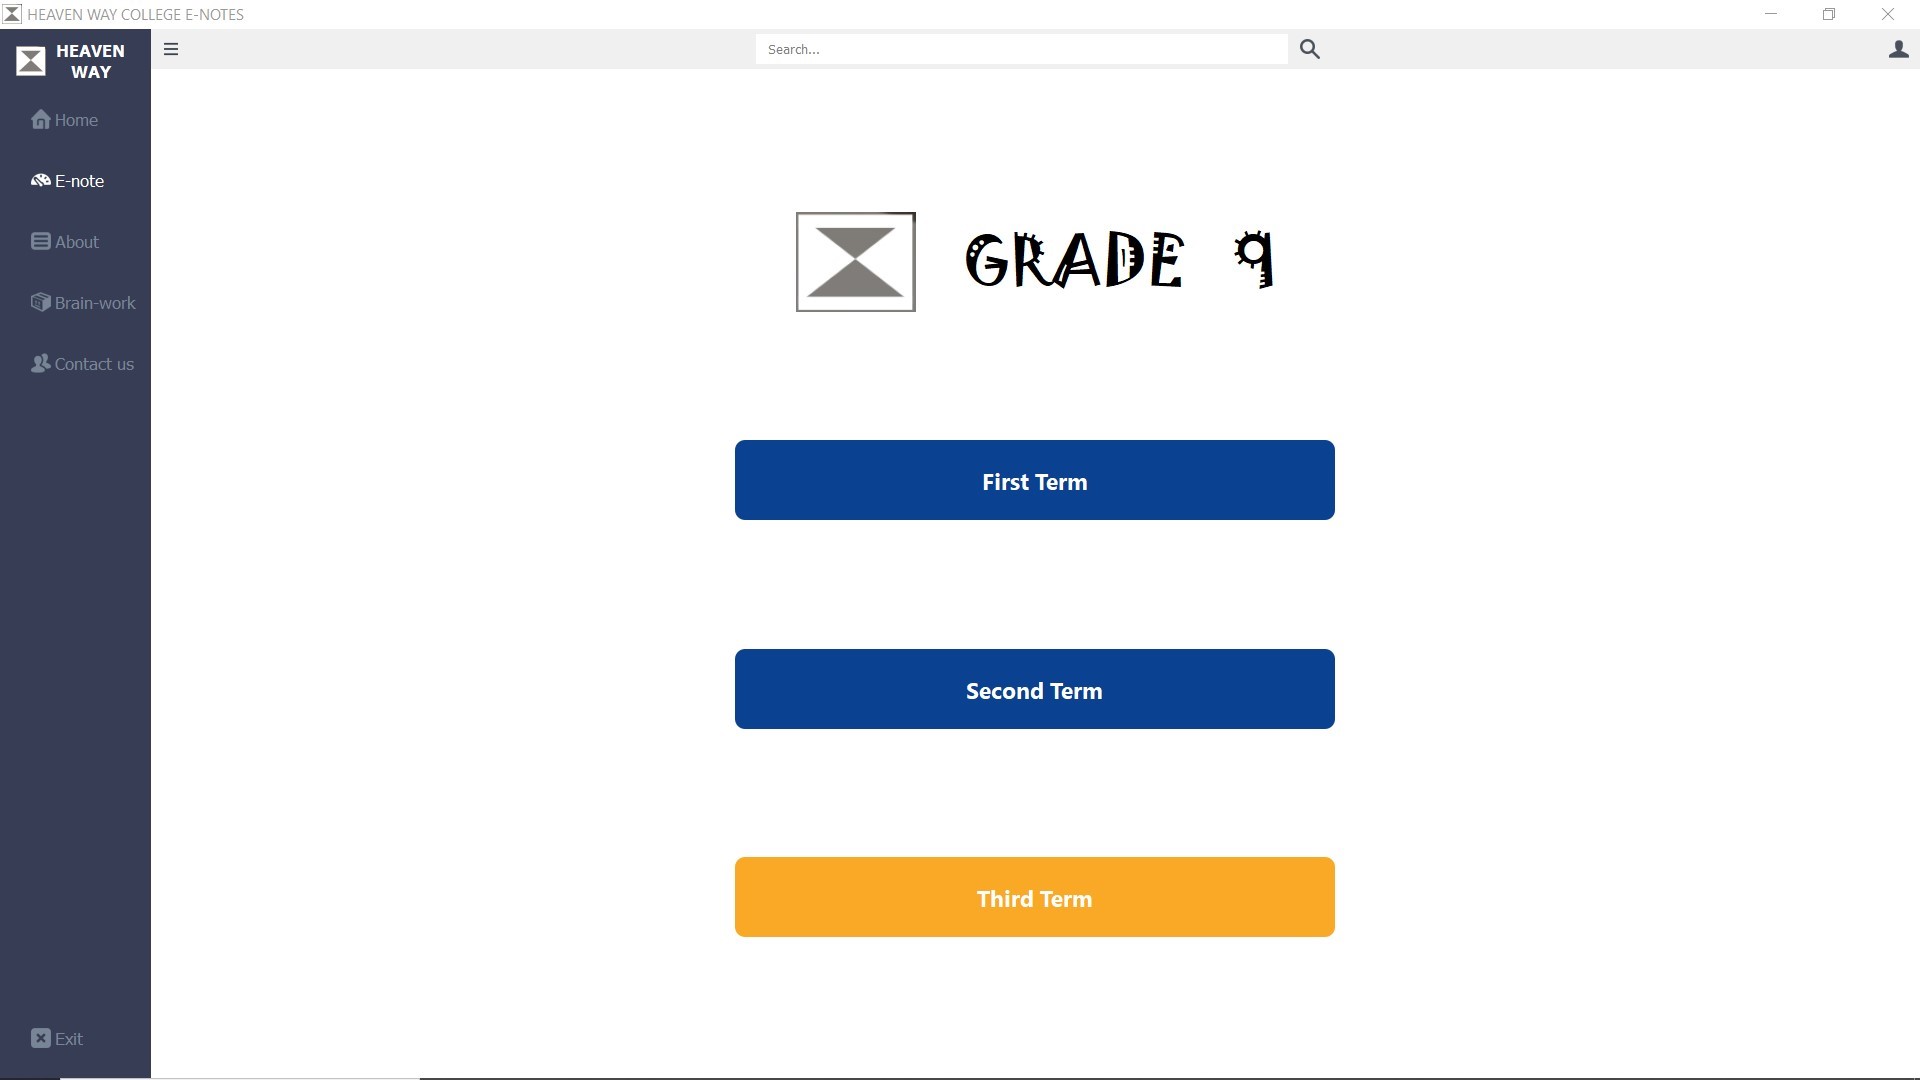 HEAVEN WAY COLLEGE E-NOTES
HEAVEN
WAY
Search...
Home
E-note
About
Brain-work
Contact us
Exit
GRADE 9
First Term
Second Term
Third Term